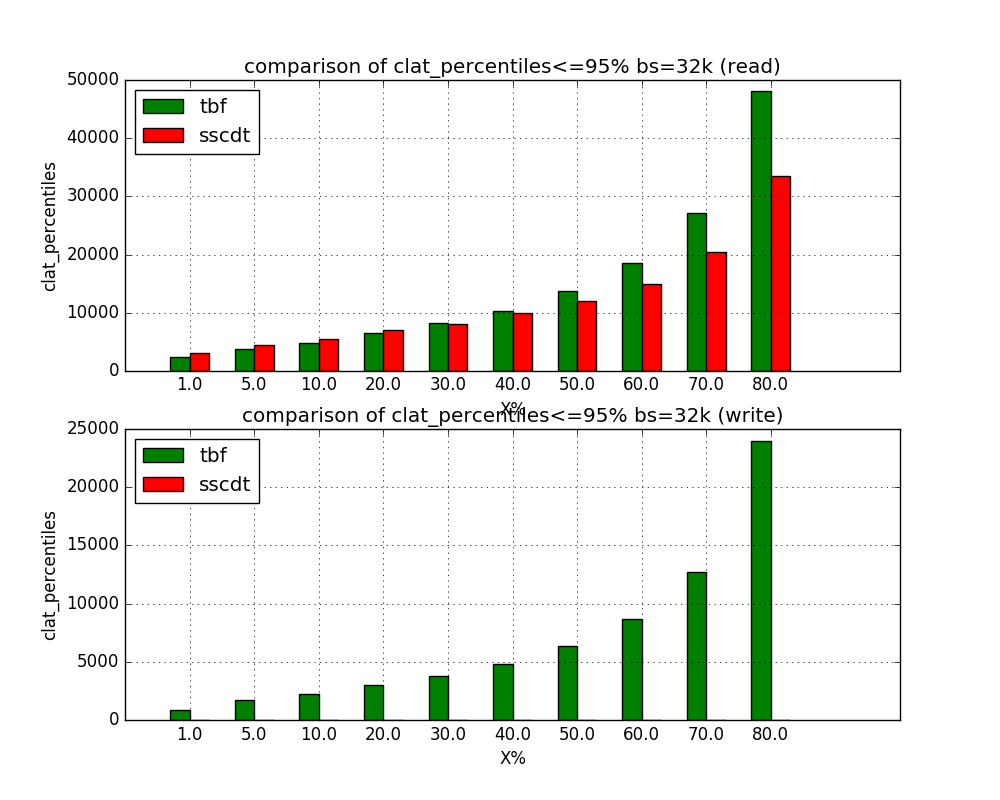 comparison of clat_percentiles<=95% bs=32k (read)
50000
40000
30000
20000
10000
0
clat_percentiles
tbf
sscdt
1.0 5.0 10.0 20.0 30.0 40.0 50.0 60.0 70.0 80.0
X%
comparison of clat_percentiles<=95% bs=32k (write)
25000
20000
15000
10000
5000
0
clat_percentiles
tbf
sscdt
1.0 5.0 10.0 20.0 30.0 40.0 50.0 60.0 70.0 80.0
X%